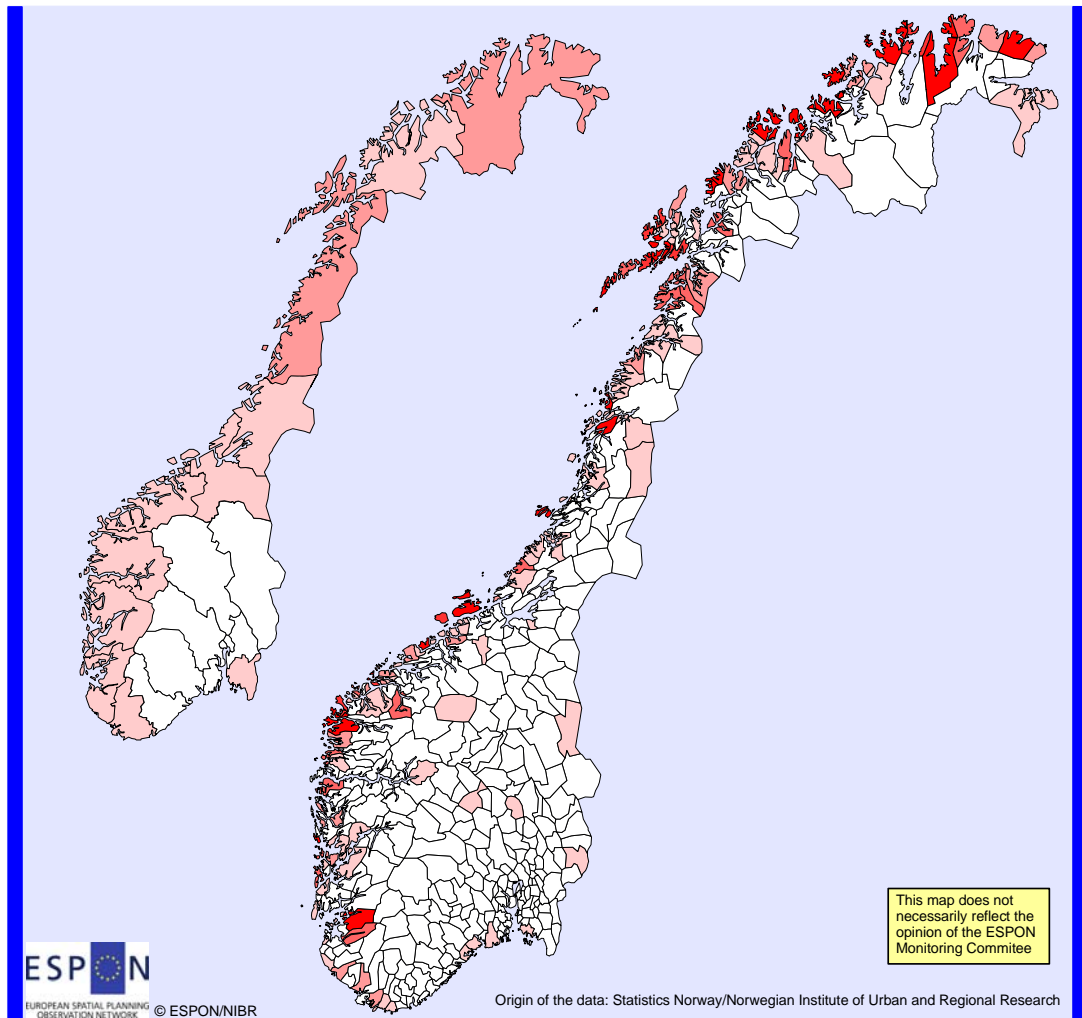 This map does not
necessarily reflect the
opinion of the ESPON
Monitoring Commitee
ESPON
EUROPEAN SPATIAL PLANNING
OBSERVATION NETWORK
© ESPON/NIBR
Origin of the data: Statistics Norway/Norwegian Institute of Urban and Regional Research